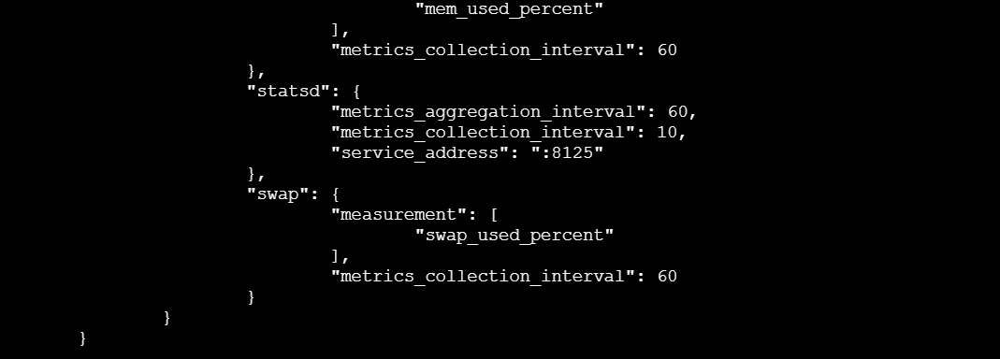 "mem_used_percent"
],
"metrics_collection_interval": 60
},
"statsd": {
"metrics_aggregation_interval": 60,
"metrics_collection_interval": 10,
"service_address": ":8125"
},
"swap": {
"measurement": [
"swap_used_percent"
],
"metrics_collection_interval": 60
}
}
}